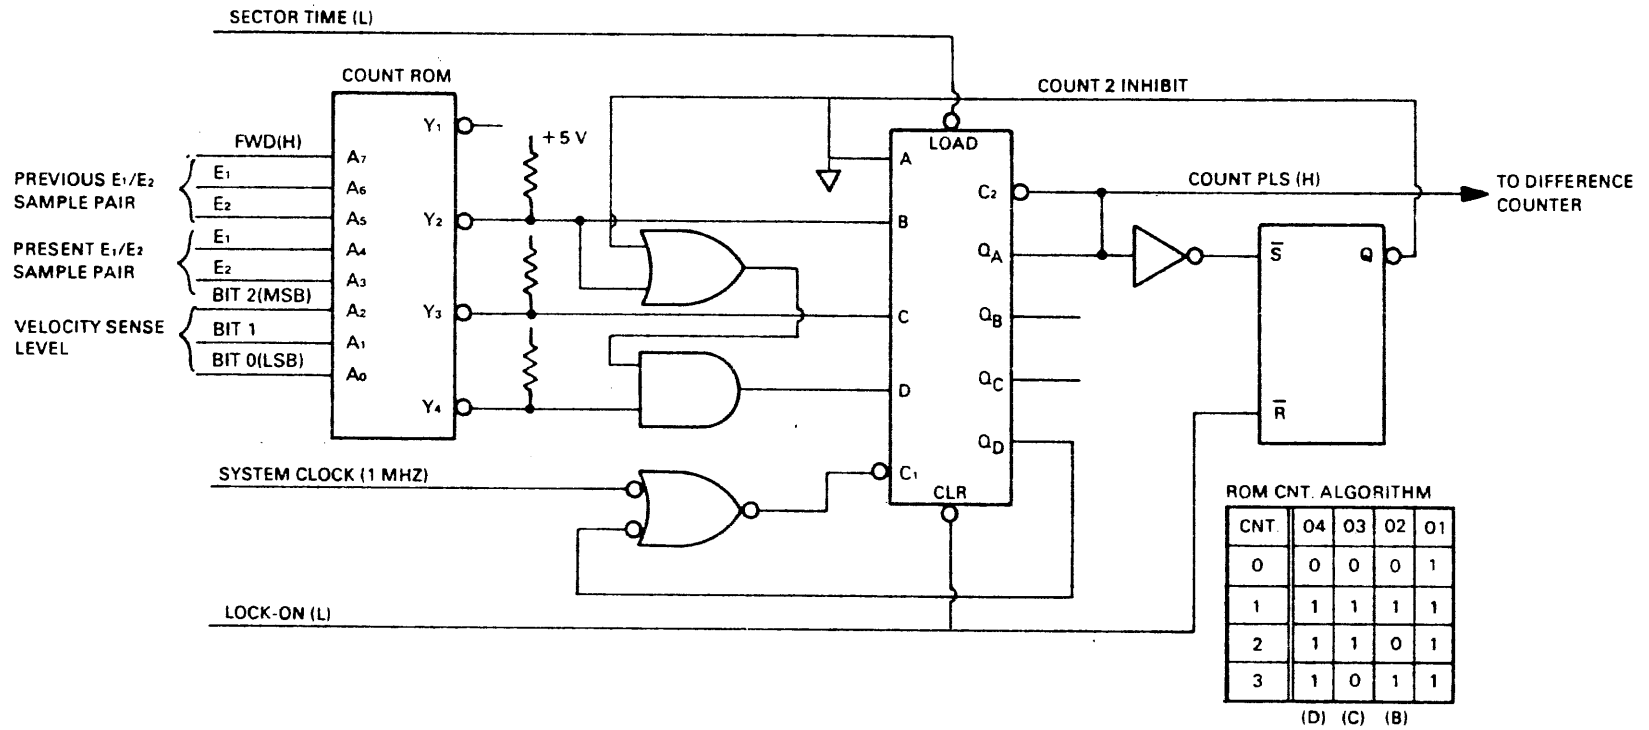 SECTOR TIME (L)
COUNT ROM
COUNT 2 INHIBIT
+5 V
FWD(H)
PREVIOUS E1/E2
SAMPLE PAIR
E1
E2
PRESENT E1/E2
SAMPLE PAIR
E1
E2
BIT 2(MSB)
VELOCITY SENSE
LEVEL
BIT 1
BIT 0(LSB)
A7
A6
A5
A4
A3
A2
A1
A0
Y1
Y2
Y3
Y4
LOAD
A
B
C
D
C1
CLR
C2
QA
QB
QC
QD
COUNT PLS (H)
TO DIFFERENCE
COUNTER
S
Q
R
SYSTEM CLOCK (1 MHZ)
LOCK-ON (L)
ROM CNT. ALGORITHM
CNT. 04 03 02 01
0 0 0 0 1
1 1 1 1 1
2 1 1 0 1
3 1 0 1 1
(D) (C) (B)